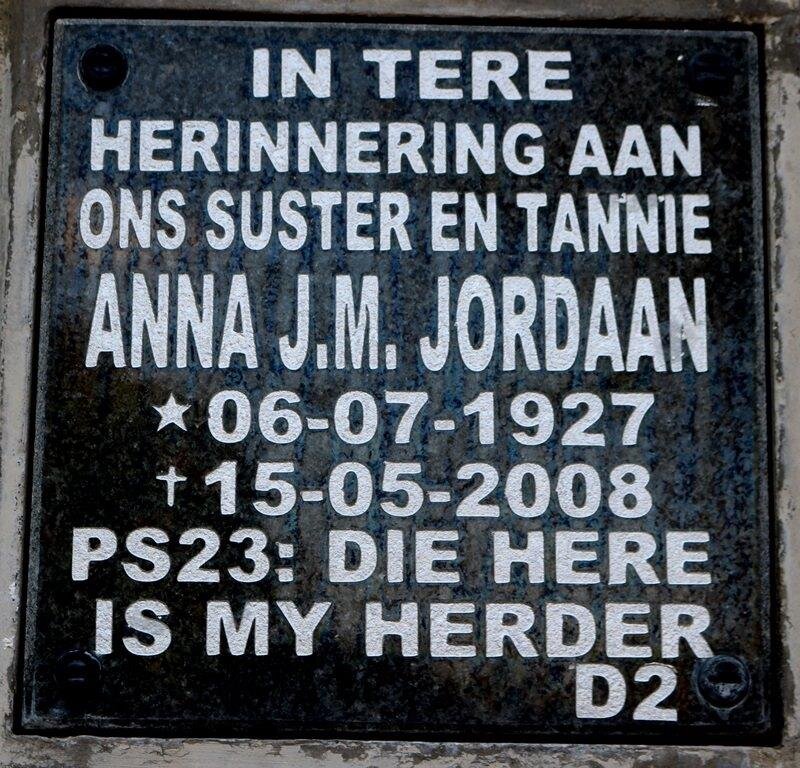 IN TERE
HERINNERING AAN
ONS SUSTER EN TANNIE
ANNA J.M. JORDAAN
★06-07-1927
†15-05-2008
PS23: DIE HERE
IS MY HERDER
D2